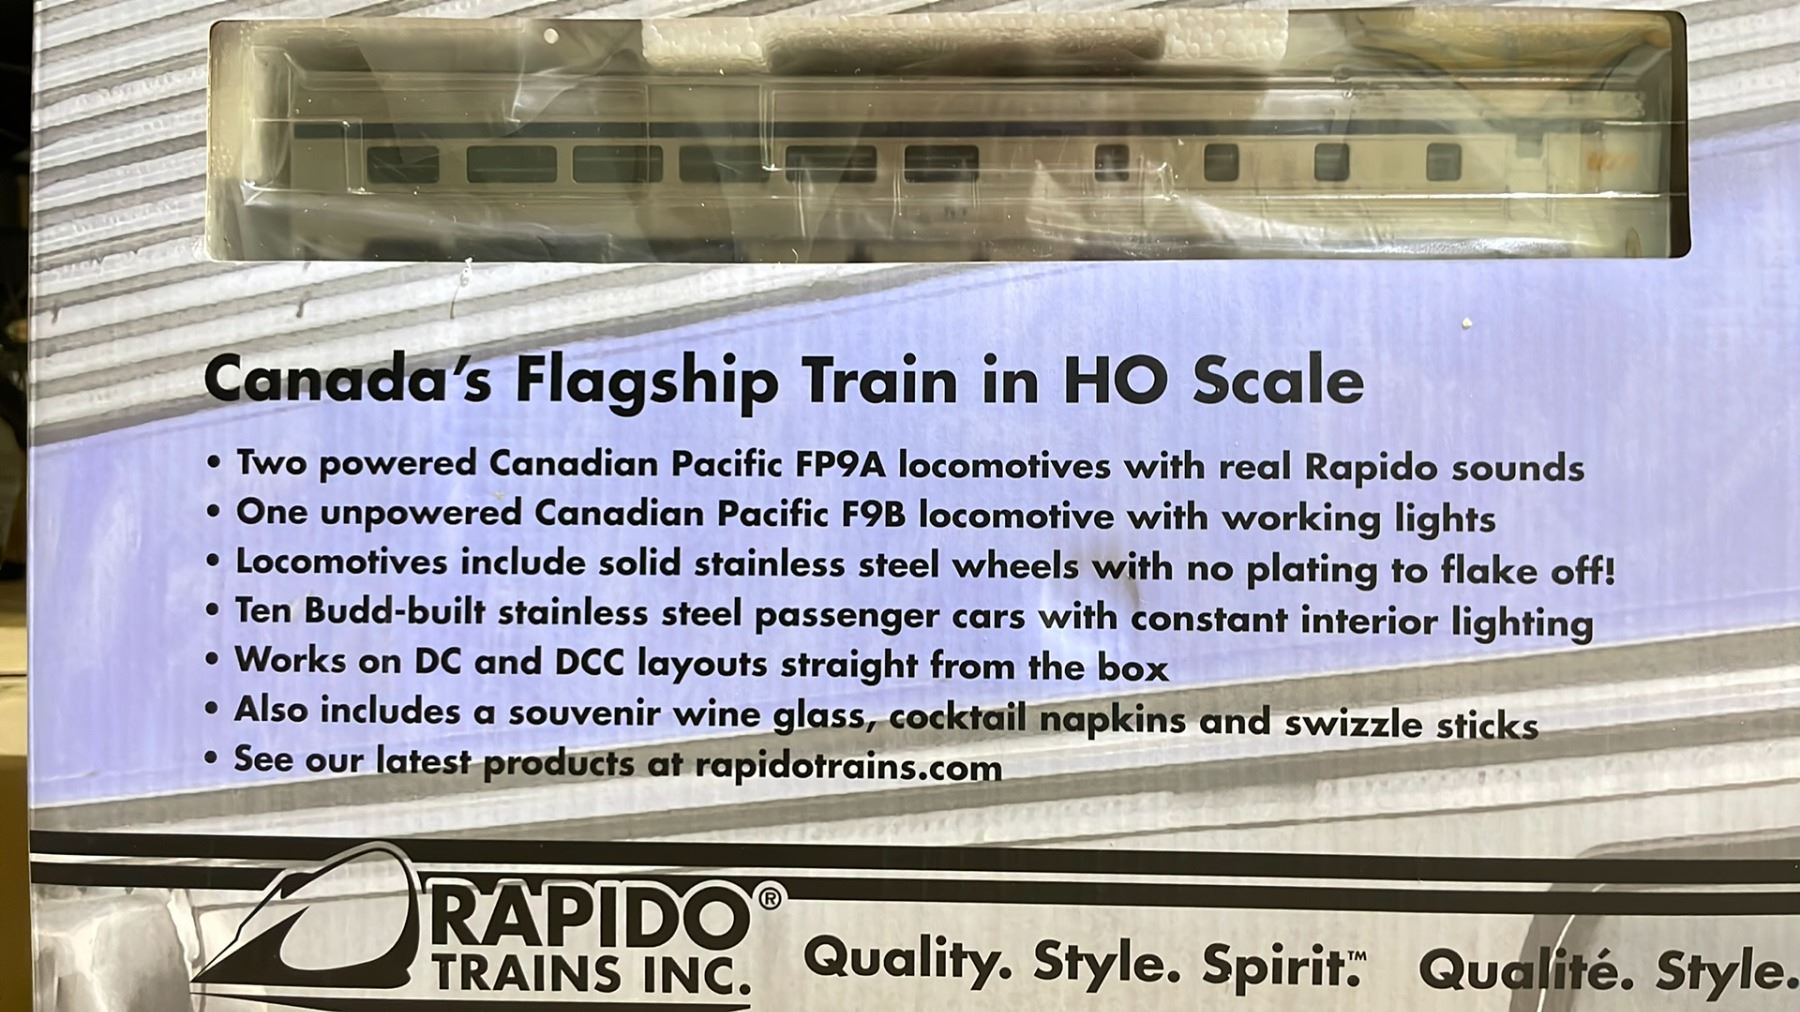 Canada's Flagship Train in HO Scale
• Two powered Canadian Pacific FP9A locomotives with real Rapido sounds
• One unpowered Canadian Pacific F9B locomotive with working lights
• Locomotives include solid stainless steel wheels with no plating to flake off!
• Ten Budd-built stainless steel passenger cars with constant interior lighting
• Works on DC and DCC layouts straight from the box
• Also includes a souvenir wine glass, cocktail napkins and swizzle sticks
• See our latest products at rapidotrains.com
RAPIDO®
TRAINS INC.
Quality. Style. Spirit.™ Qualité. Style.